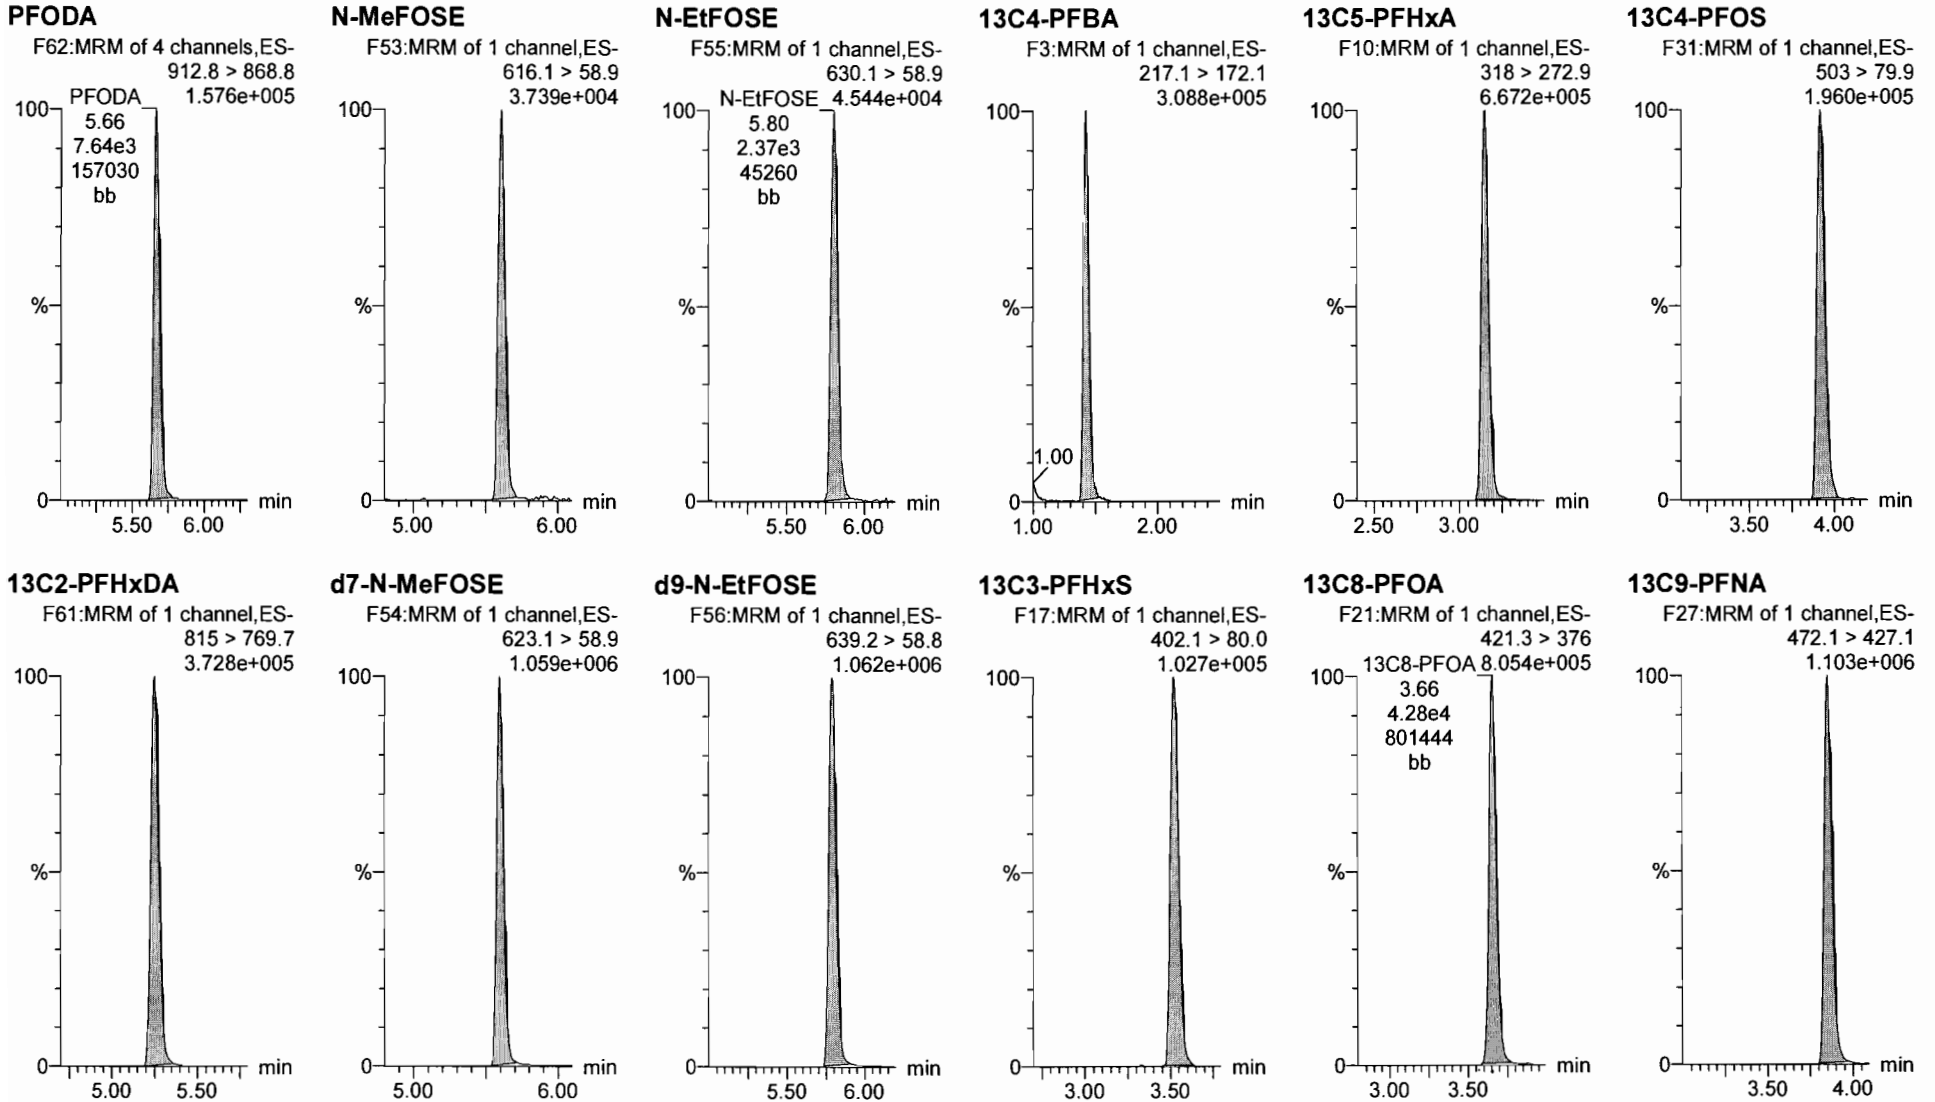 PFODA
F62:MRM of 4 channels,ES-
912.8 > 868.8
1.576e+005
PFODA
5.66
7.64e3
157030
bb
100
%
0
5.50 6.00
min
N-MeFOSE
F53:MRM of 1 channel,ES-
616.1 > 58.9
3.739e+004
100
%
0
5.00 6.00
min
N-EtFOSE
F55:MRM of 1 channel,ES-
630.1 > 58.9
4.544e+004
N-EtFOSE
5.80
2.37e3
45260
bb
100
%
0
5.50 6.00
min
13C4-PFBA
F3:MRM of 1 channel,ES-
217.1 > 172.1
3.088e+005
100
%
1.00
0
1.00 2.00
min
13C5-PFHxA
F10:MRM of 1 channel,ES-
318 > 272.9
6.672e+005
100
%
0
2.50 3.00
min
13C4-PFOS
F31:MRM of 1 channel,ES-
503 > 79.9
1.960e+005
100
%
0
3.50 4.00
min
13C2-PFHxDA
F61:MRM of 1 channel,ES-
815 > 769.7
3.728e+005
100
%
0
5.00 5.50
min
d7-N-MeFOSE
F54:MRM of 1 channel,ES-
623.1 > 58.9
1.059e+006
100
%
0
5.00 6.00
min
d9-N-EtFOSE
F56:MRM of 1 channel,ES-
639.2 > 58.8
1.062e+006
100
%
0
5.50 6.00
min
13C3-PFHxS
F17:MRM of 1 channel,ES-
402.1 > 80.0
1.027e+005
100
%
0
3.00 3.50
min
13C8-PFOA
F21:MRM of 1 channel,ES-
421.3 > 376
8.054e+005
13C8-PFOA
3.66
4.28e4
801444
bb
100
%
0
3.00 3.50
min
13C9-PFNA
F27:MRM of 1 channel,ES-
472.1 > 427.1
1.103e+006
100
%
0
3.50 4.00
min